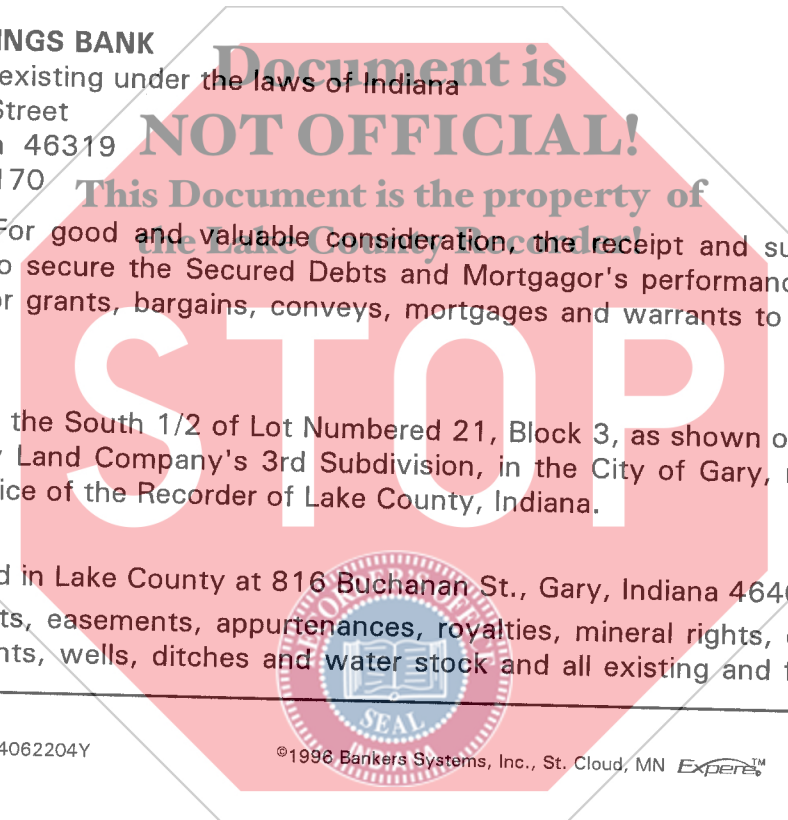 INGS BANK
existing under the laws of Indiana
Street
46319
170
Document is
NOT OFFICIAL!
This Document is the property of
the Lake County Recorder!
For good and valuable consideration, the receipt and su
o secure the Secured Debts and Mortgagor's performanc
or grants, bargains, conveys, mortgages and warrants to
STOP
the South 1/2 of Lot Numbered 21, Block 3, as shown o
Land Company's 3rd Subdivision, in the City of Gary,
ice of the Recorder of Lake County, Indiana.
d in Lake County at 816 Buchanan St., Gary, Indiana 464
ts, easements, appurtenances, royalties, mineral rights,
nts, wells, ditches and water stock and all existing and f
SEAL
INDIANA
4062204Y
©1996 Bankers Systems, Inc., St. Cloud, MN Expere™